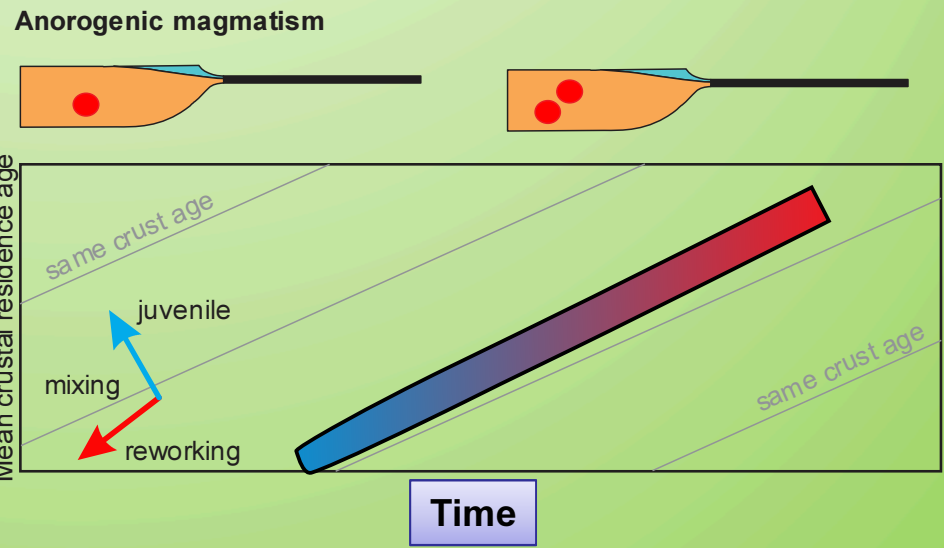 Anorogenic magmatism
Mean crustal residence age
same crust age
juvenile
mixing
reworking
same crust age
Time